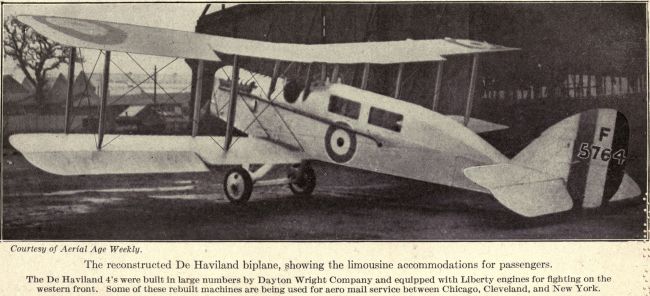 F
5764
Courtesy of Aerial Age Weekly.
The reconstructed De Haviland biplane, showing the limousine accommodations for passengers.
The De Haviland 4's were built in large numbers by Dayton Wright Company and equipped with Liberty engines for fighting on the
western front. Some of these rebuilt machines are being used for aero mail service between Chicago, Cleveland, and New York.